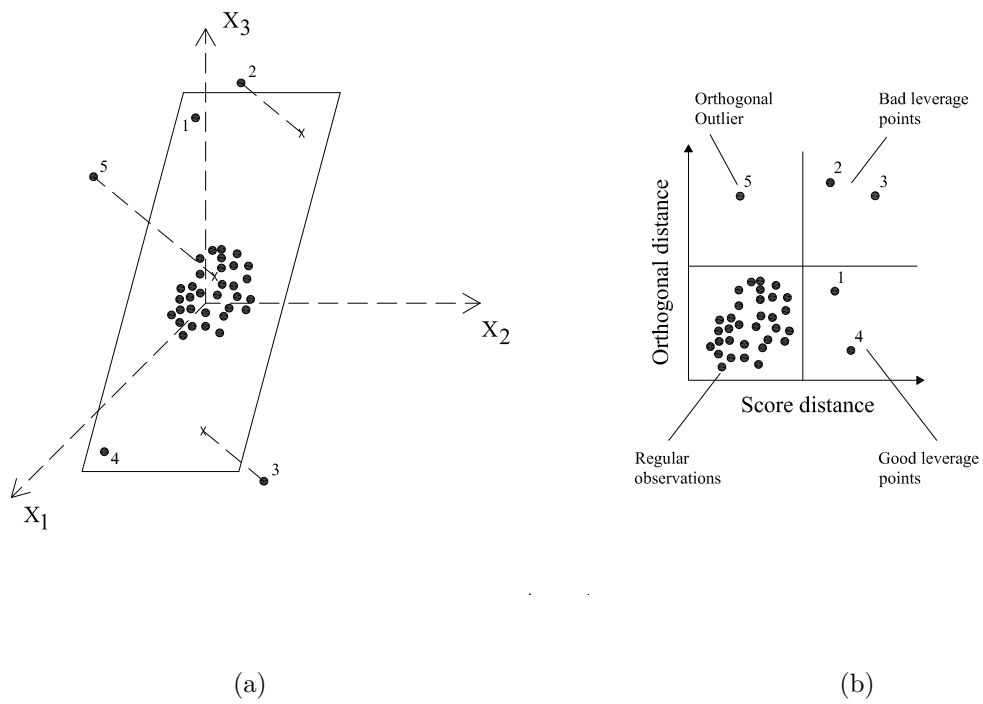 X3
2
1
5
X2
4
3
X1
(a)
Orthogonal
Outlier
Bad leverage
points
5
2
3
1
4
Orthogonal distance
Score distance
Regular
observations
Good leverage
points
(b)